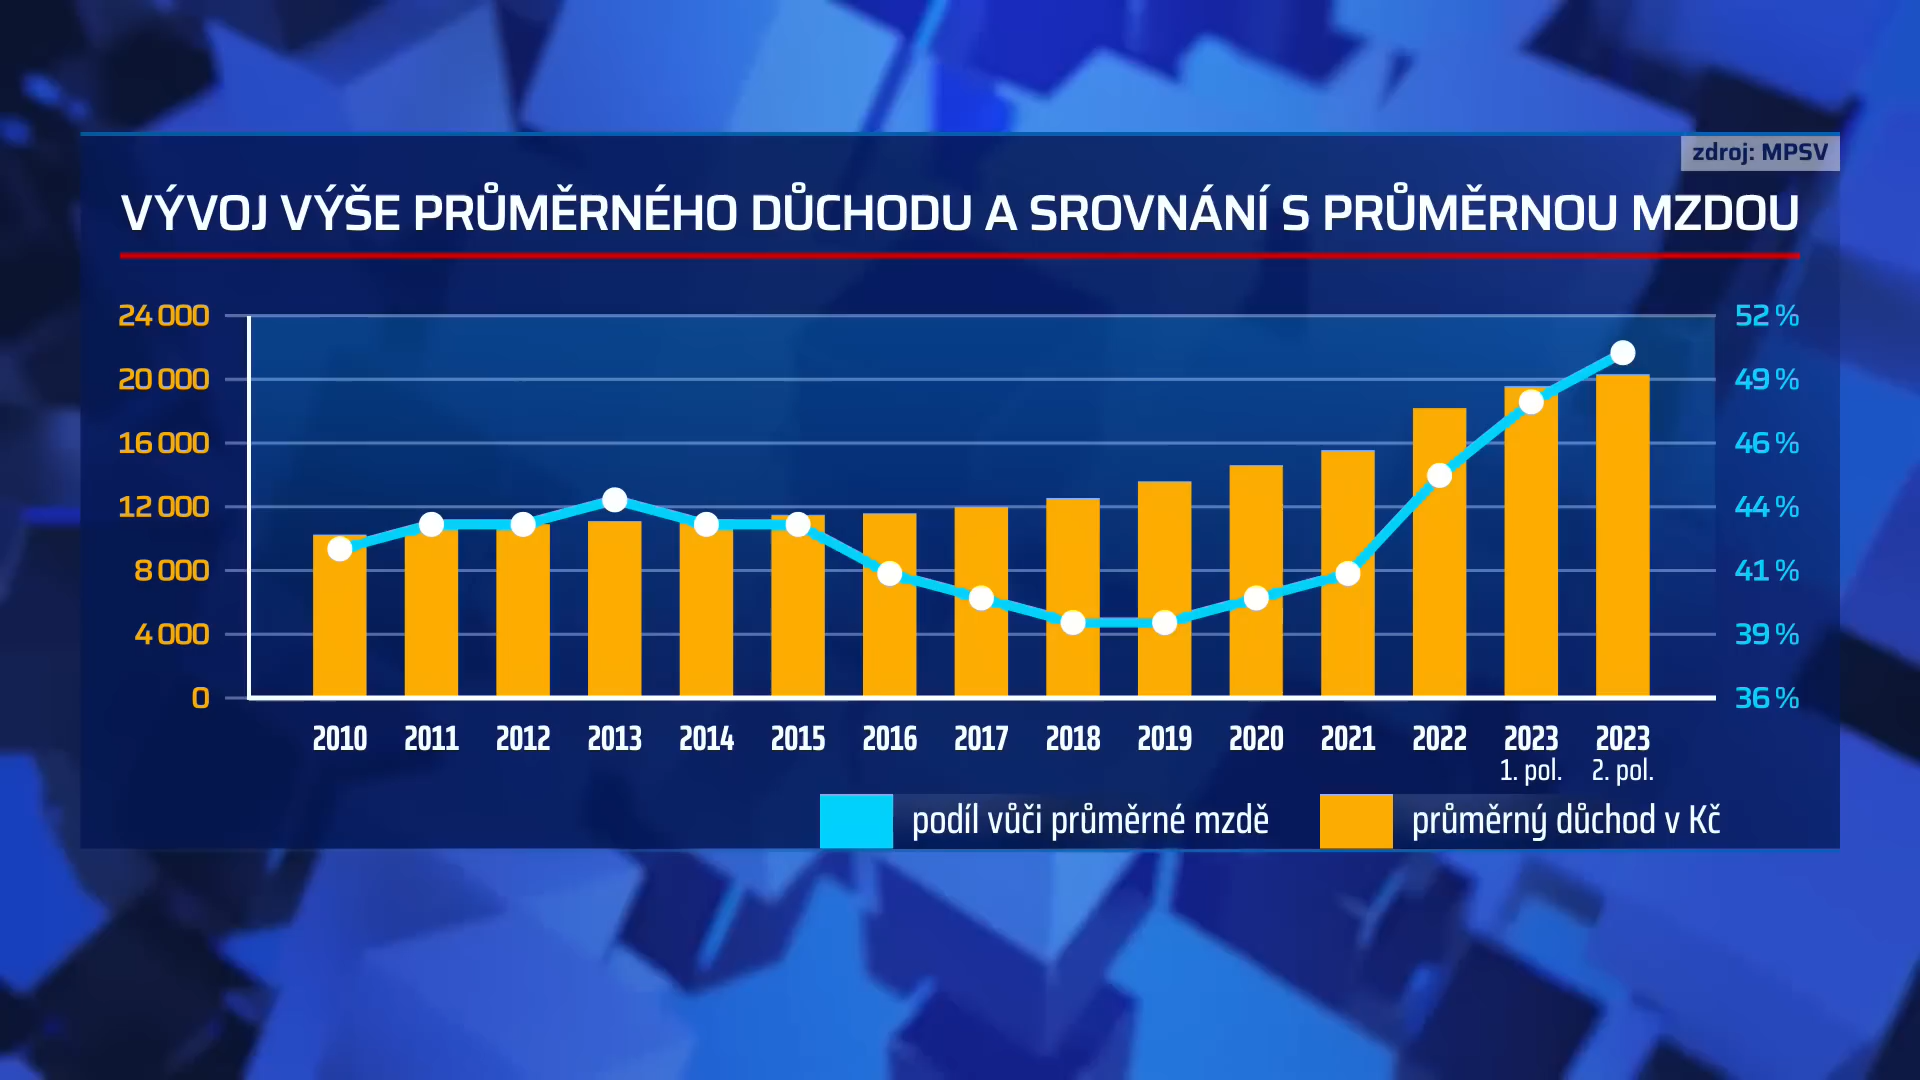 zdroj: MPSV
VÝVOJ VÝŠE PRŮMĚRNÉHO DŮCHODU A SROVNÁNÍ S PRŮMĚRNOU MZDOU
24 000 52 %
20 000 49 %
16 000 46 %
12 000 44 %
8 000 41 %
4 000 39 %
0 36 %
2010 2011 2012 2013 2014 2015 2016 2017 2018 2019 2020 2021 2022 2023 2023
1. pol. 2. pol.
podíl vůči průměrné mzdě průměrný důchod v Kč